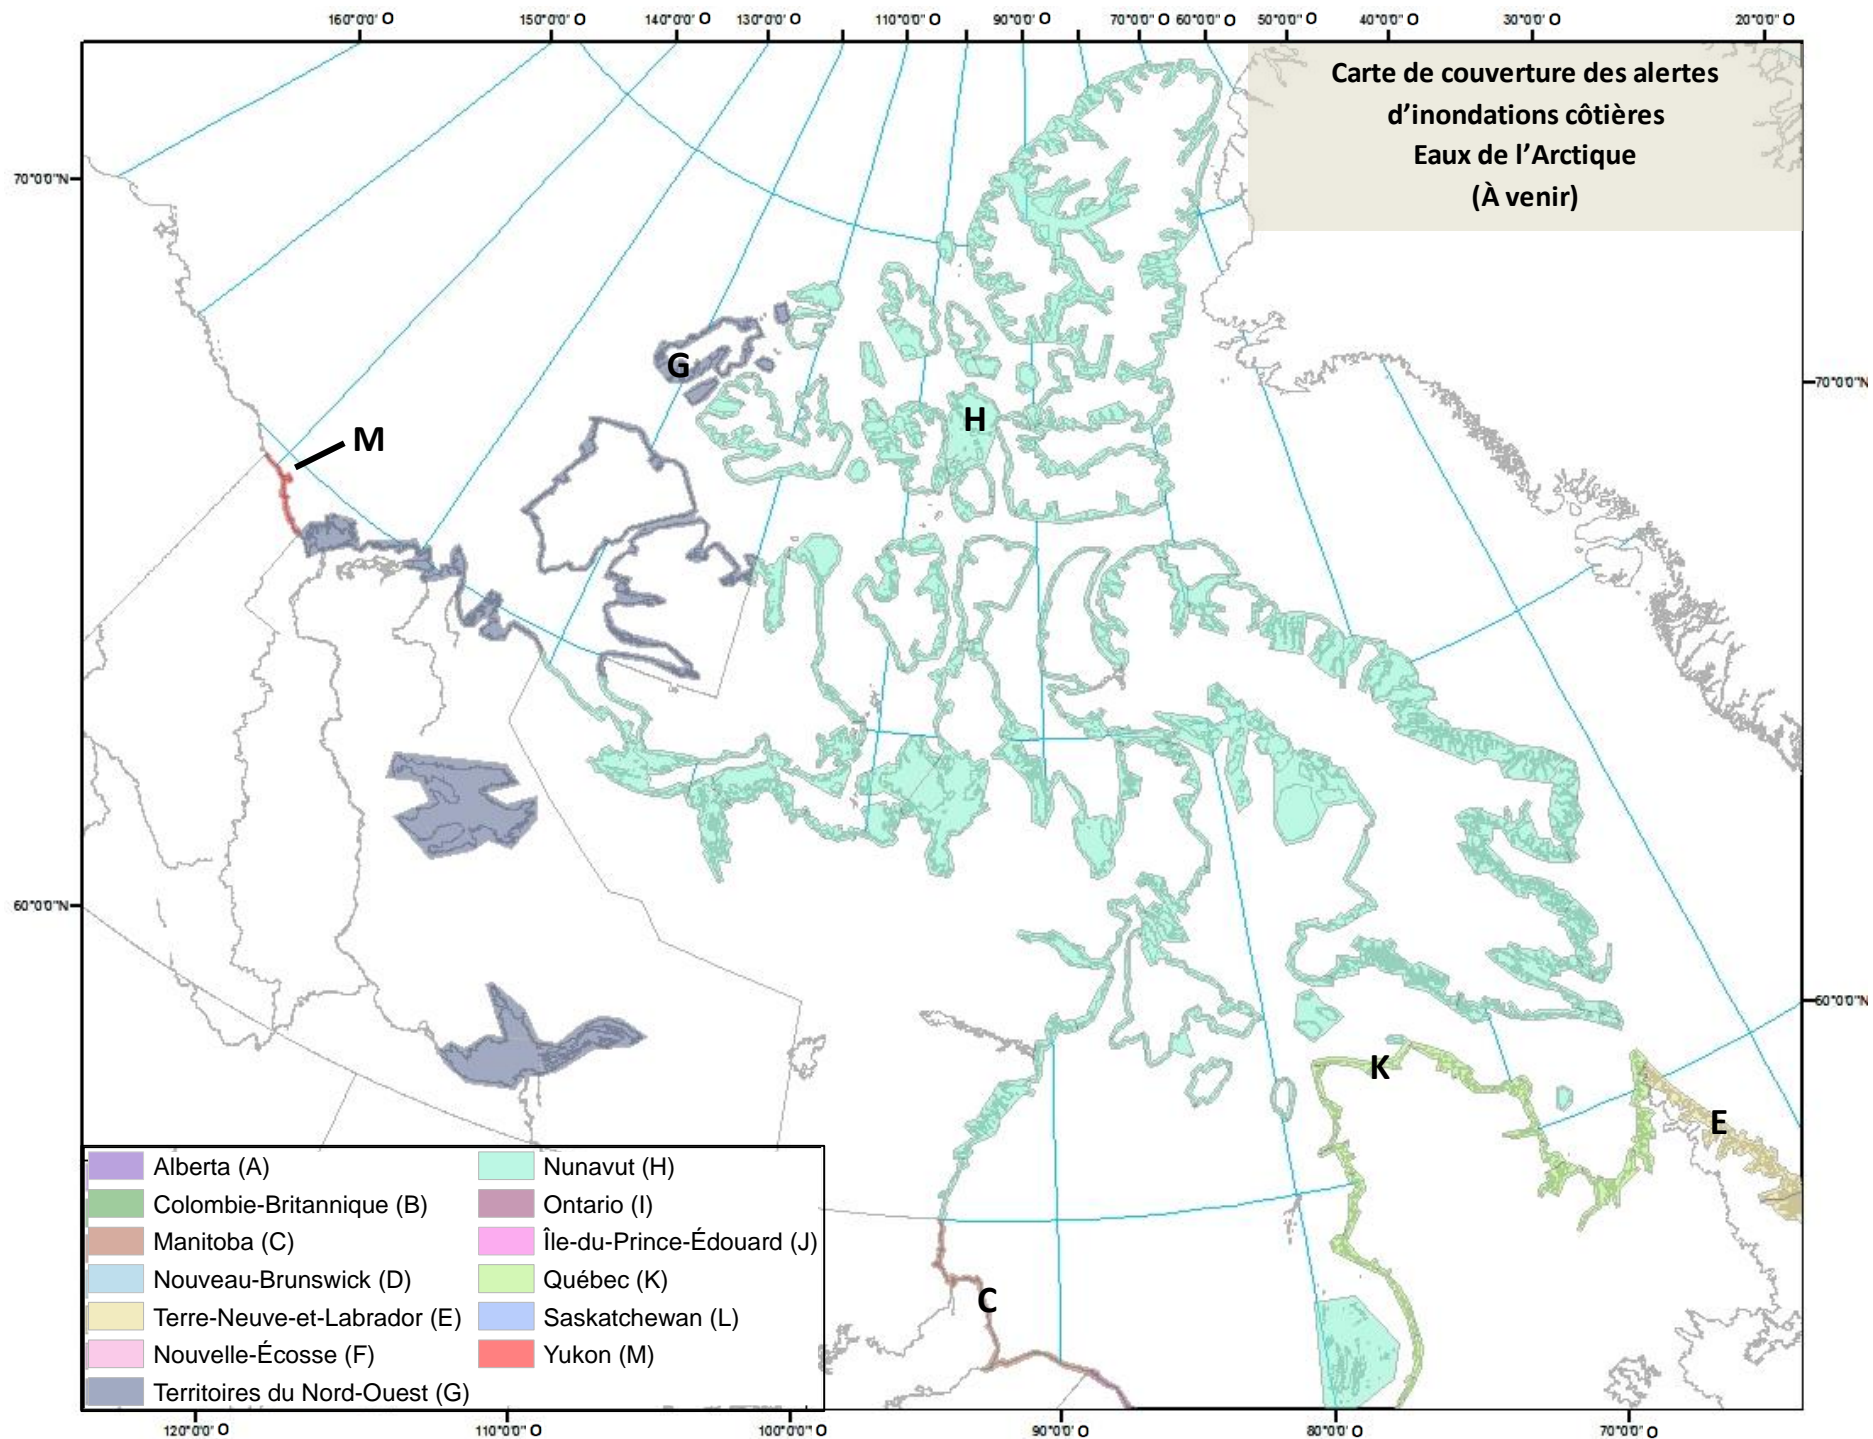 160°0'0" O 150°0'0" O 140°0'0" O 130°0'0" O 110°0'0" O 90°0'0" O 70°0'0" O 60°0'0" O 50°0'0" O 40°0'0" O 30°0'0" O 20°0'0" O
Carte de couverture des alertes
d’inondations côtières
Eaux de l’Arctique
(À venir)
70°0'0"N
70°0'0"N
G
H
M
60°0'0"N
60°0'0"N
K
E
C
Alberta (A)
Colombie-Britannique (B)
Manitoba (C)
Nouveau-Brunswick (D)
Terre-Neuve-et-Labrador (E)
Nouvelle-Écosse (F)
Territoires du Nord-Ouest (G)
Nunavut (H)
Ontario (I)
Île-du-Prince-Édouard (J)
Québec (K)
Saskatchewan (L)
Yukon (M)
120°0'0" O 110°0'0" O 100°0'0" O 90°0'0" O 80°0'0" O 70°0'0" O